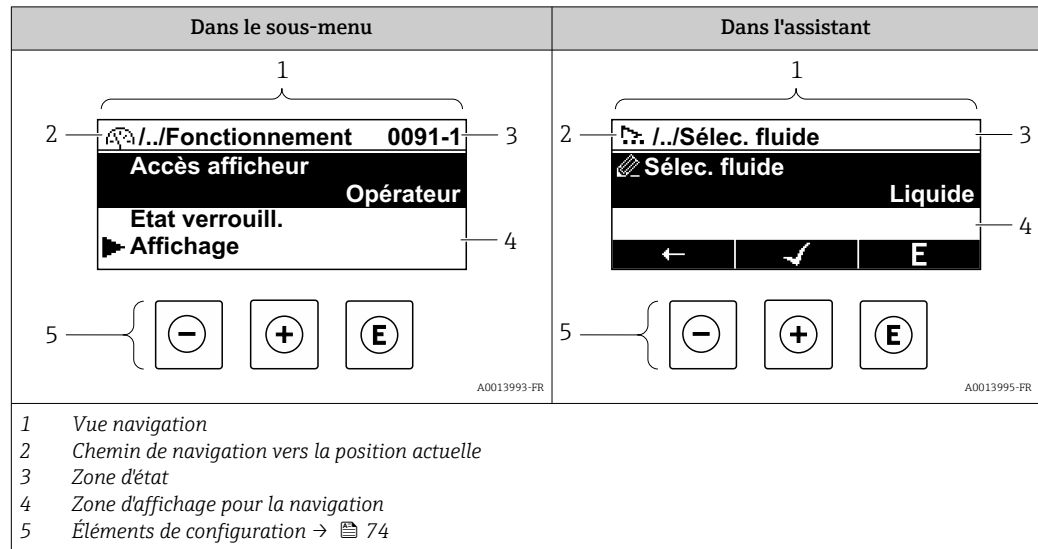 Dans le sous-menu
Dans l'assistant
1
2
/../Fonctionnement 0091-1
3
Accès afficheur
Opérateur
Etat verrouill.
Affichage
4
5
- + E
A0013993-FR
1
2
/../Sélec. fluide
3
Sélec. fluide
Liquide
4
← ✓ E
5
- + E
A0013995-FR
1 Vue navigation
2 Chemin de navigation vers la position actuelle
3 Zone d'état
4 Zone d'affichage pour la navigation
5 Éléments de configuration → 74